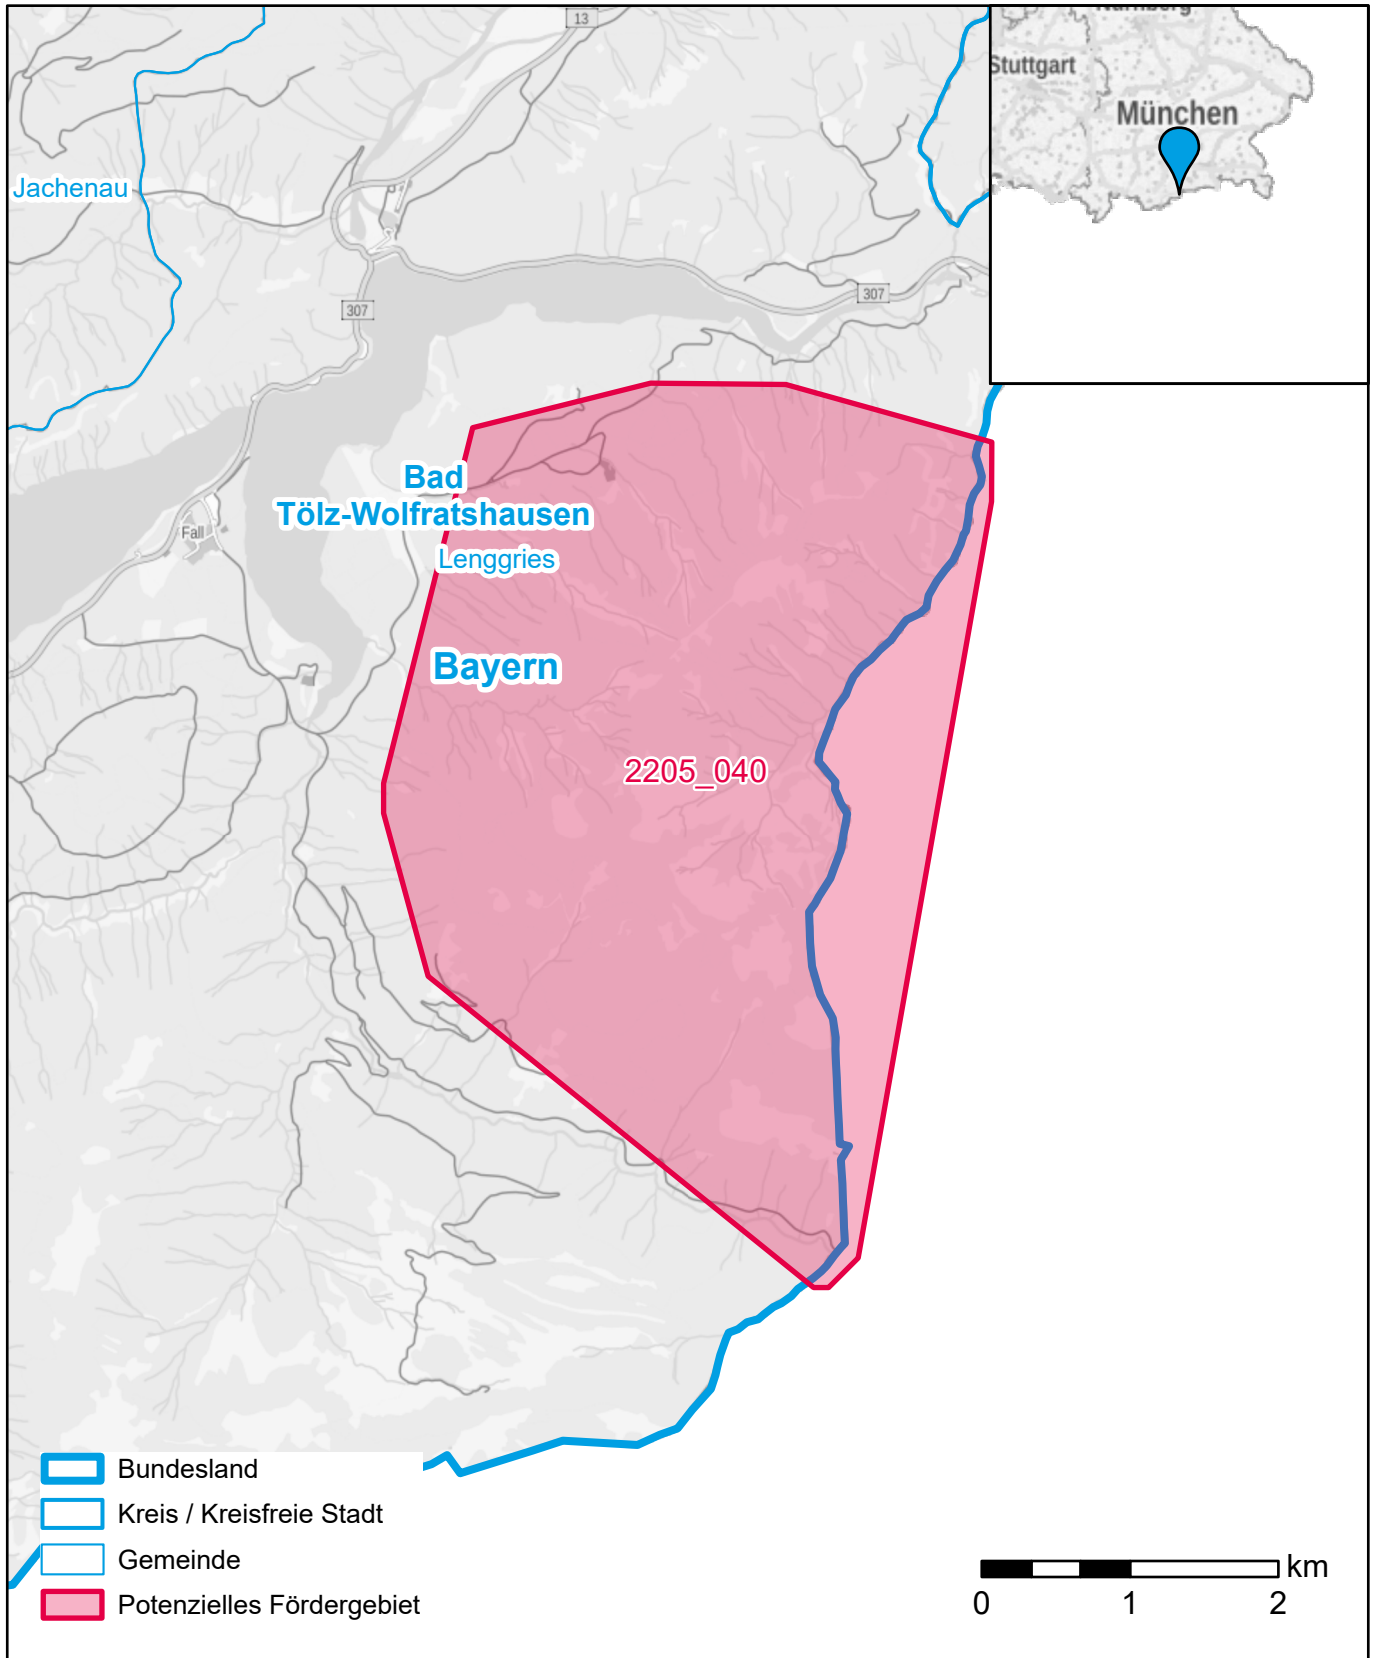 13
Nürnberg
Stuttgart
München
Jachenau
307
307
Bad
Tölz-Wolfratshausen
Fall
Lenggries
Bayern
2205_040
Bundesland
Kreis / Kreisfreie Stadt
Gemeinde
Potenzielles Fördergebiet
km
0 1 2